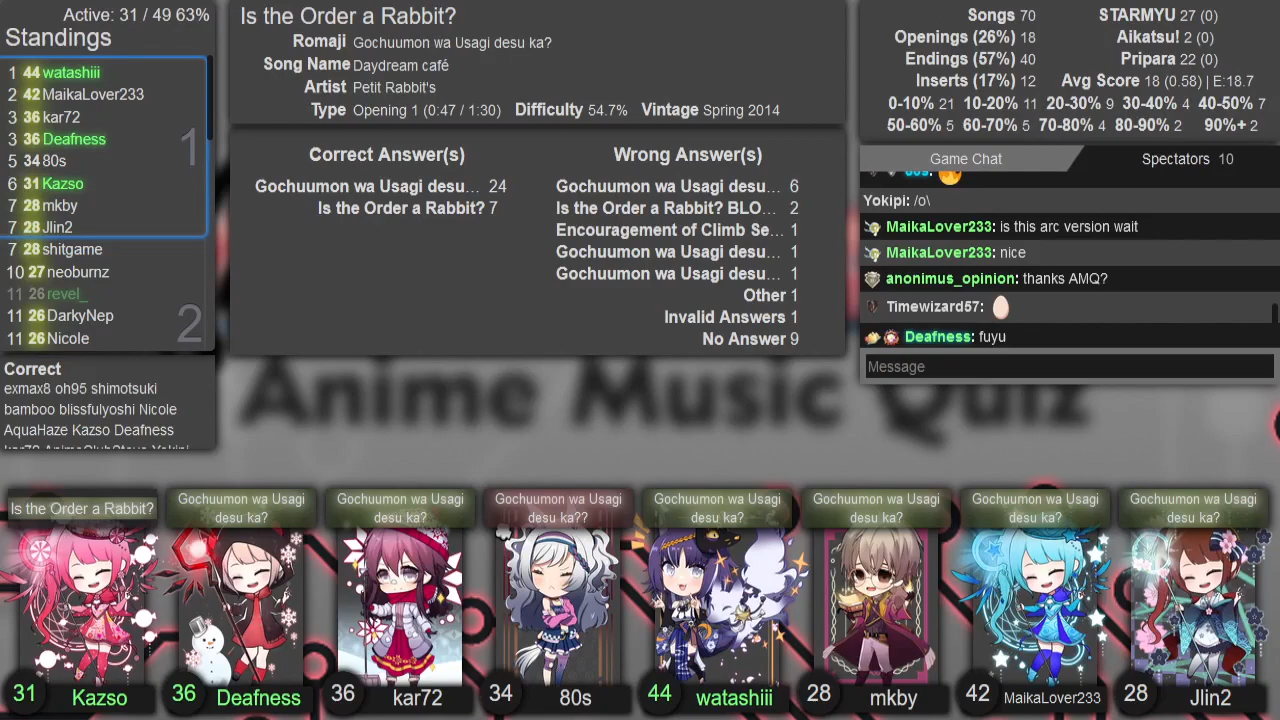 Active: 31 / 49 63%
Standings
1 44 watashiii
2 42 MaikaLover233
3 36 kar72
3 36 Deafness
5 34 80s
6 31 Kazso
7 28 mkby
7 28 Jlin2
1
7 28 shitgame
10 27 neoburnz
11 26 revel_
11 26 DarkyNep
11 26 Nicole
2
Correct
exmax8 oh95 shimotsuki
bamboo blissfulyoshi Nicole
AquaHaze Kazso Deafness
Is the Order a Rabbit?
Romaji Gochuumon wa Usagi desu ka?
Song Name Daydream café
Artist Petit Rabbit's
Type Opening 1 (0:47 / 1:30) Difficulty 54.7% Vintage Spring 2014
Correct Answer(s)
Gochuumon wa Usagi desu... 24
Is the Order a Rabbit? 7
Wrong Answer(s)
Gochuumon wa Usagi desu... 6
Is the Order a Rabbit? BLO... 2
Encouragement of Climb Se... 1
Gochuumon wa Usagi desu... 1
Gochuumon wa Usagi desu... 1
Other 1
Invalid Answers 1
No Answer 9
Songs 70 STARMYU 27 (0)
Openings (26%) 18 Aikatsu! 2 (0)
Endings (57%) 40 Pripara 22 (0)
Inserts (17%) 12 Avg Score 18 (0.58) | E:18.7
0-10% 21 10-20% 11 20-30% 9 30-40% 4 40-50% 7
50-60% 5 60-70% 5 70-80% 4 80-90% 2 90%+ 2
Game Chat Spectators 10
Yokipi: /o\
MaikaLover233: is this arc version wait
MaikaLover233: nice
anonimus_opinion: thanks AMQ?
Timewizard57:
Deafness: fuyu
Message
Anime Music Quiz
Is the Order a Rabbit?
Gochuumon wa Usagi
desu ka?
Gochuumon wa Usagi
desu ka?
Gochuumon wa Usagi
desu ka??
Gochuumon wa Usagi
desu ka?
Gochuumon wa Usagi
desu ka?
Gochuumon wa Usagi
desu ka?
Gochuumon wa Usagi
desu ka?
31 Kazso
36 Deafness
36 kar72
34 80s
44 watashiii
28 mkby
42 MaikaLover233
28 Jlin2